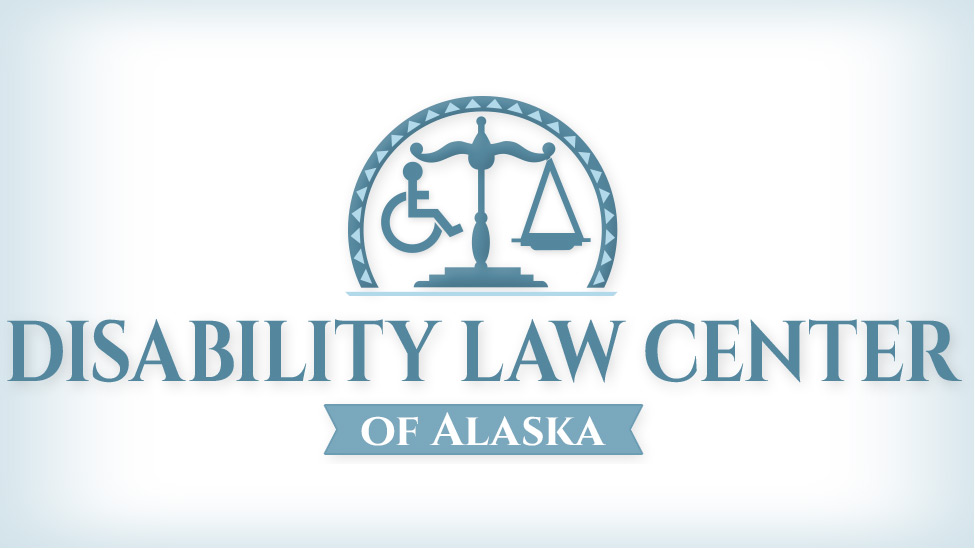 DISABILITY LAW CENTER
OF ALASKA